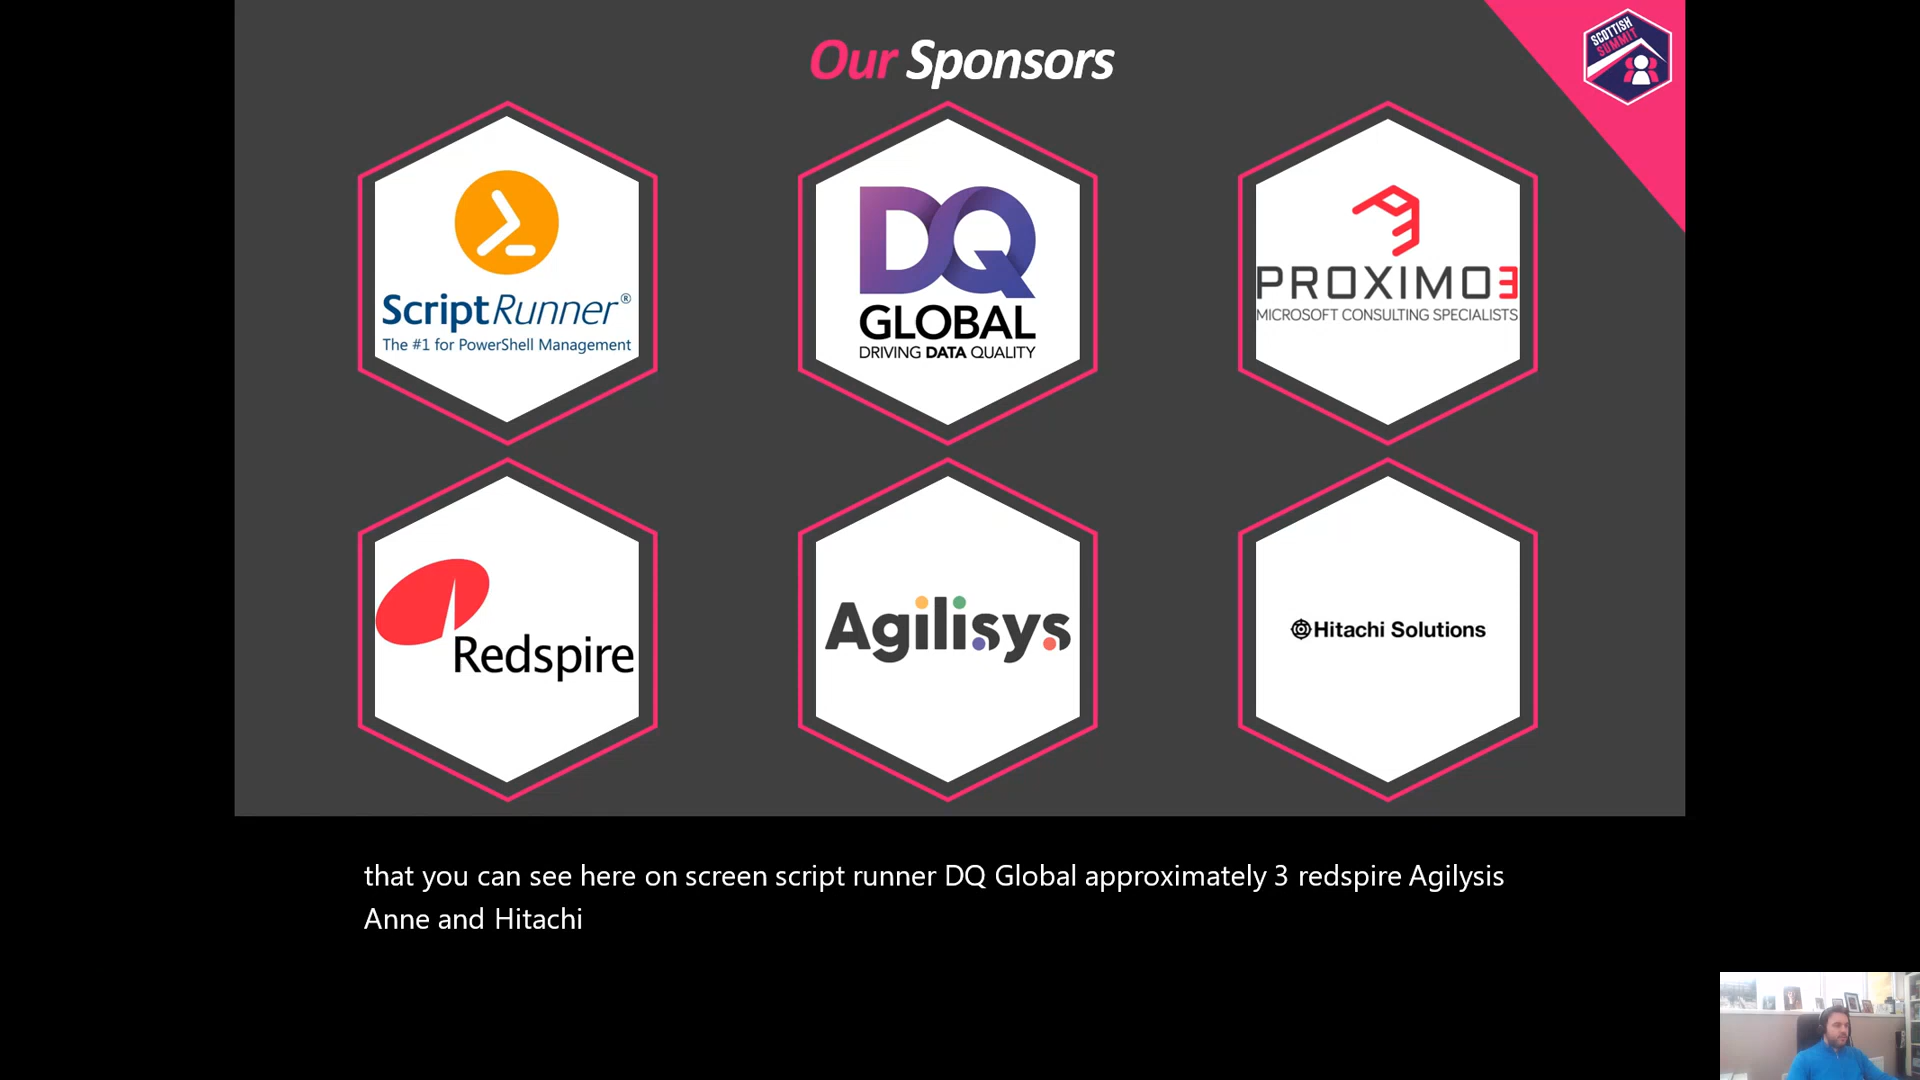 Our Sponsors
SCOTTISH
SUMMIT
ScriptRunner®
The #1 for PowerShell Management
DQ
GLOBAL
DRIVING DATA QUALITY
PROXIMO3
MICROSOFT CONSULTING SPECIALISTS
Redspire
Agilisys
Hitachi Solutions
that you can see here on screen script runner DQ Global approximately 3 redspire Agilysis
Anne and Hitachi